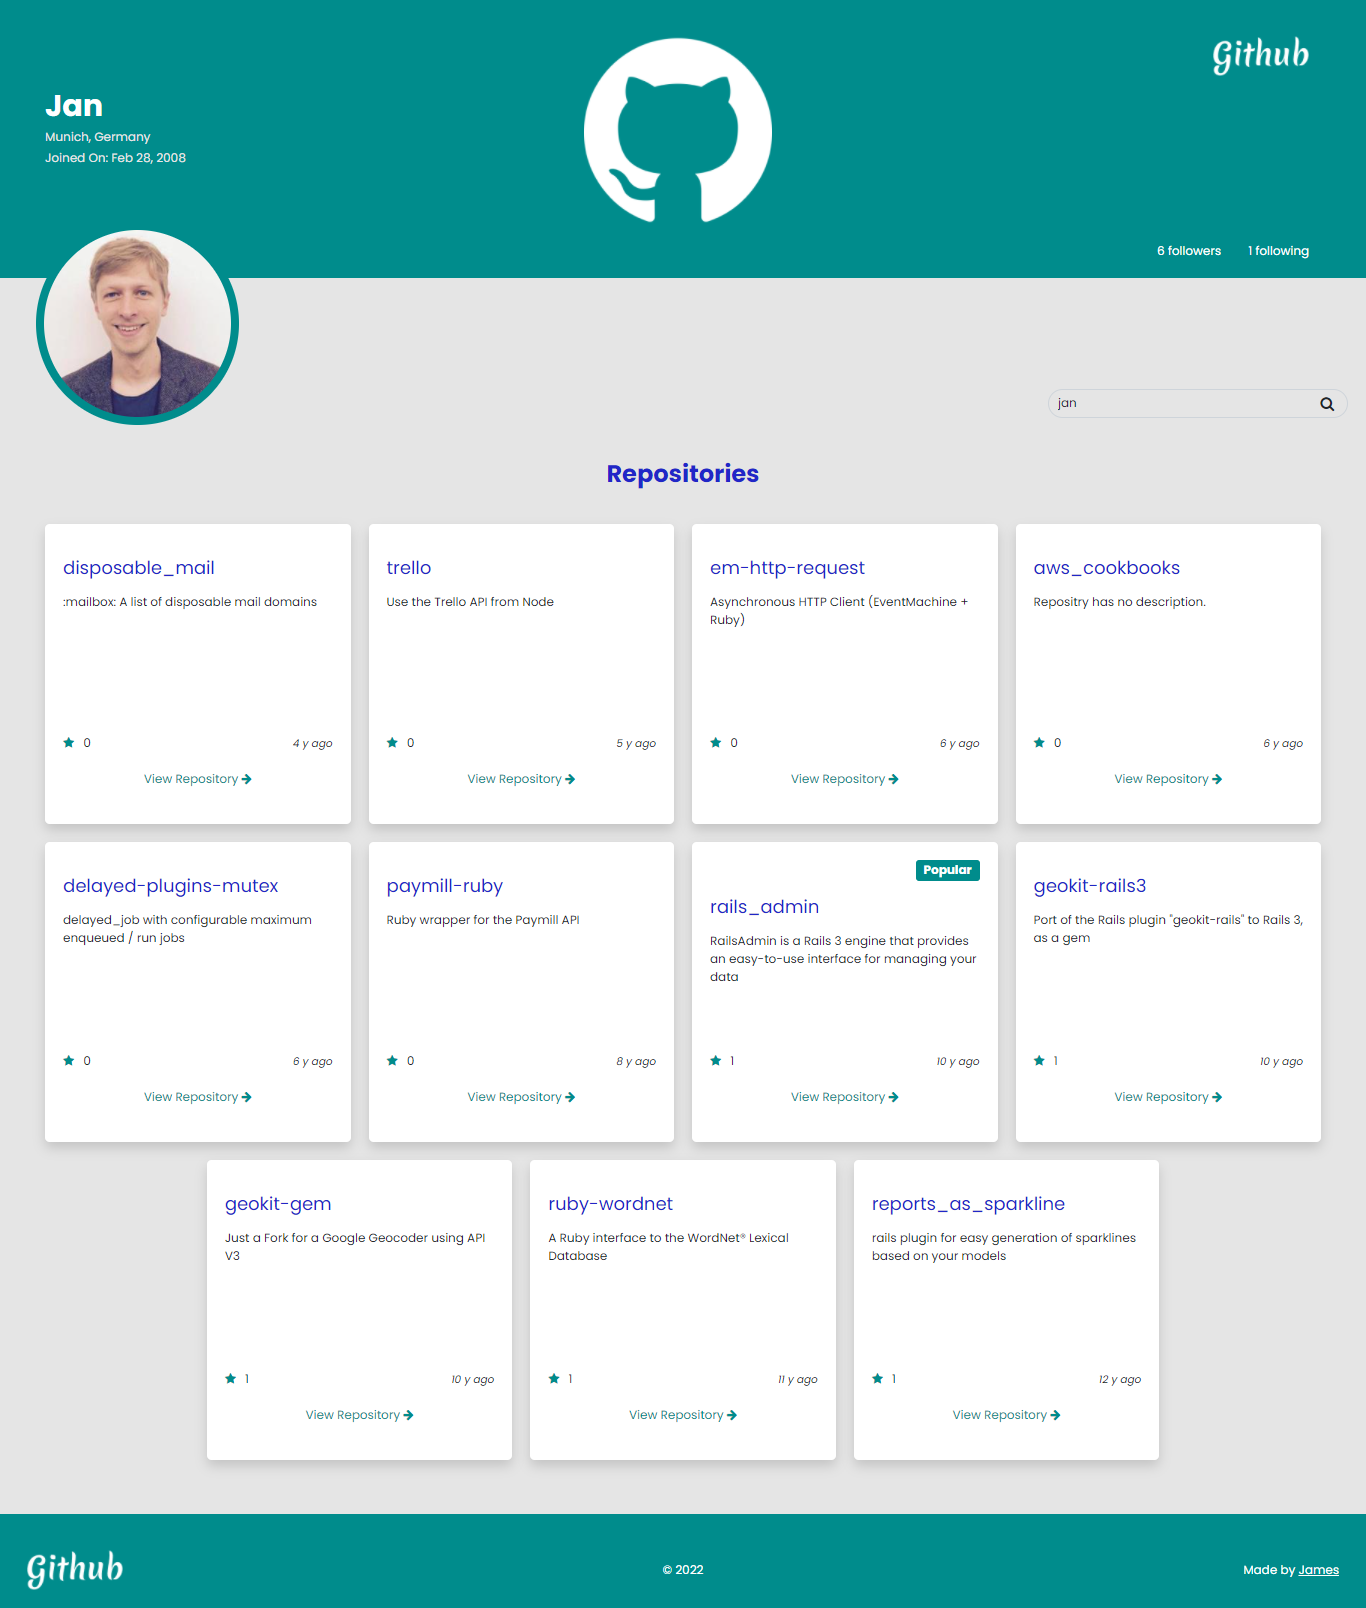 Github
Jan
Munich, Germany
Joined On: Feb 28, 2008
6 followers 1 following
jan
Repositories
disposable_mail
:mailbox: A list of disposable mail domains
0 4 y ago
View Repository
trello
Use the Trello API from Node
0 5 y ago
View Repository
em-http-request
Asynchronous HTTP Client (EventMachine +
Ruby)
0 6 y ago
View Repository
aws_cookbooks
Repositry has no description.
0 6 y ago
View Repository
delayed-plugins-mutex
delayed_job with configurable maximum
enqueued / run jobs
0 6 y ago
View Repository
paymill-ruby
Ruby wrapper for the Paymill API
0 8 y ago
View Repository
Popular
rails_admin
RailsAdmin is a Rails 3 engine that provides
an easy-to-use interface for managing your
data
1 10 y ago
View Repository
geokit-rails3
Port of the Rails plugin "geokit-rails" to Rails 3,
as a gem
1 10 y ago
View Repository
geokit-gem
Just a Fork for a Google Geocoder using API
V3
1 10 y ago
View Repository
ruby-wordnet
A Ruby interface to the WordNet® Lexical
Database
1 11 y ago
View Repository
reports_as_sparkline
rails plugin for easy generation of sparklines
based on your models
1 12 y ago
View Repository
Github
© 2022
Made by James